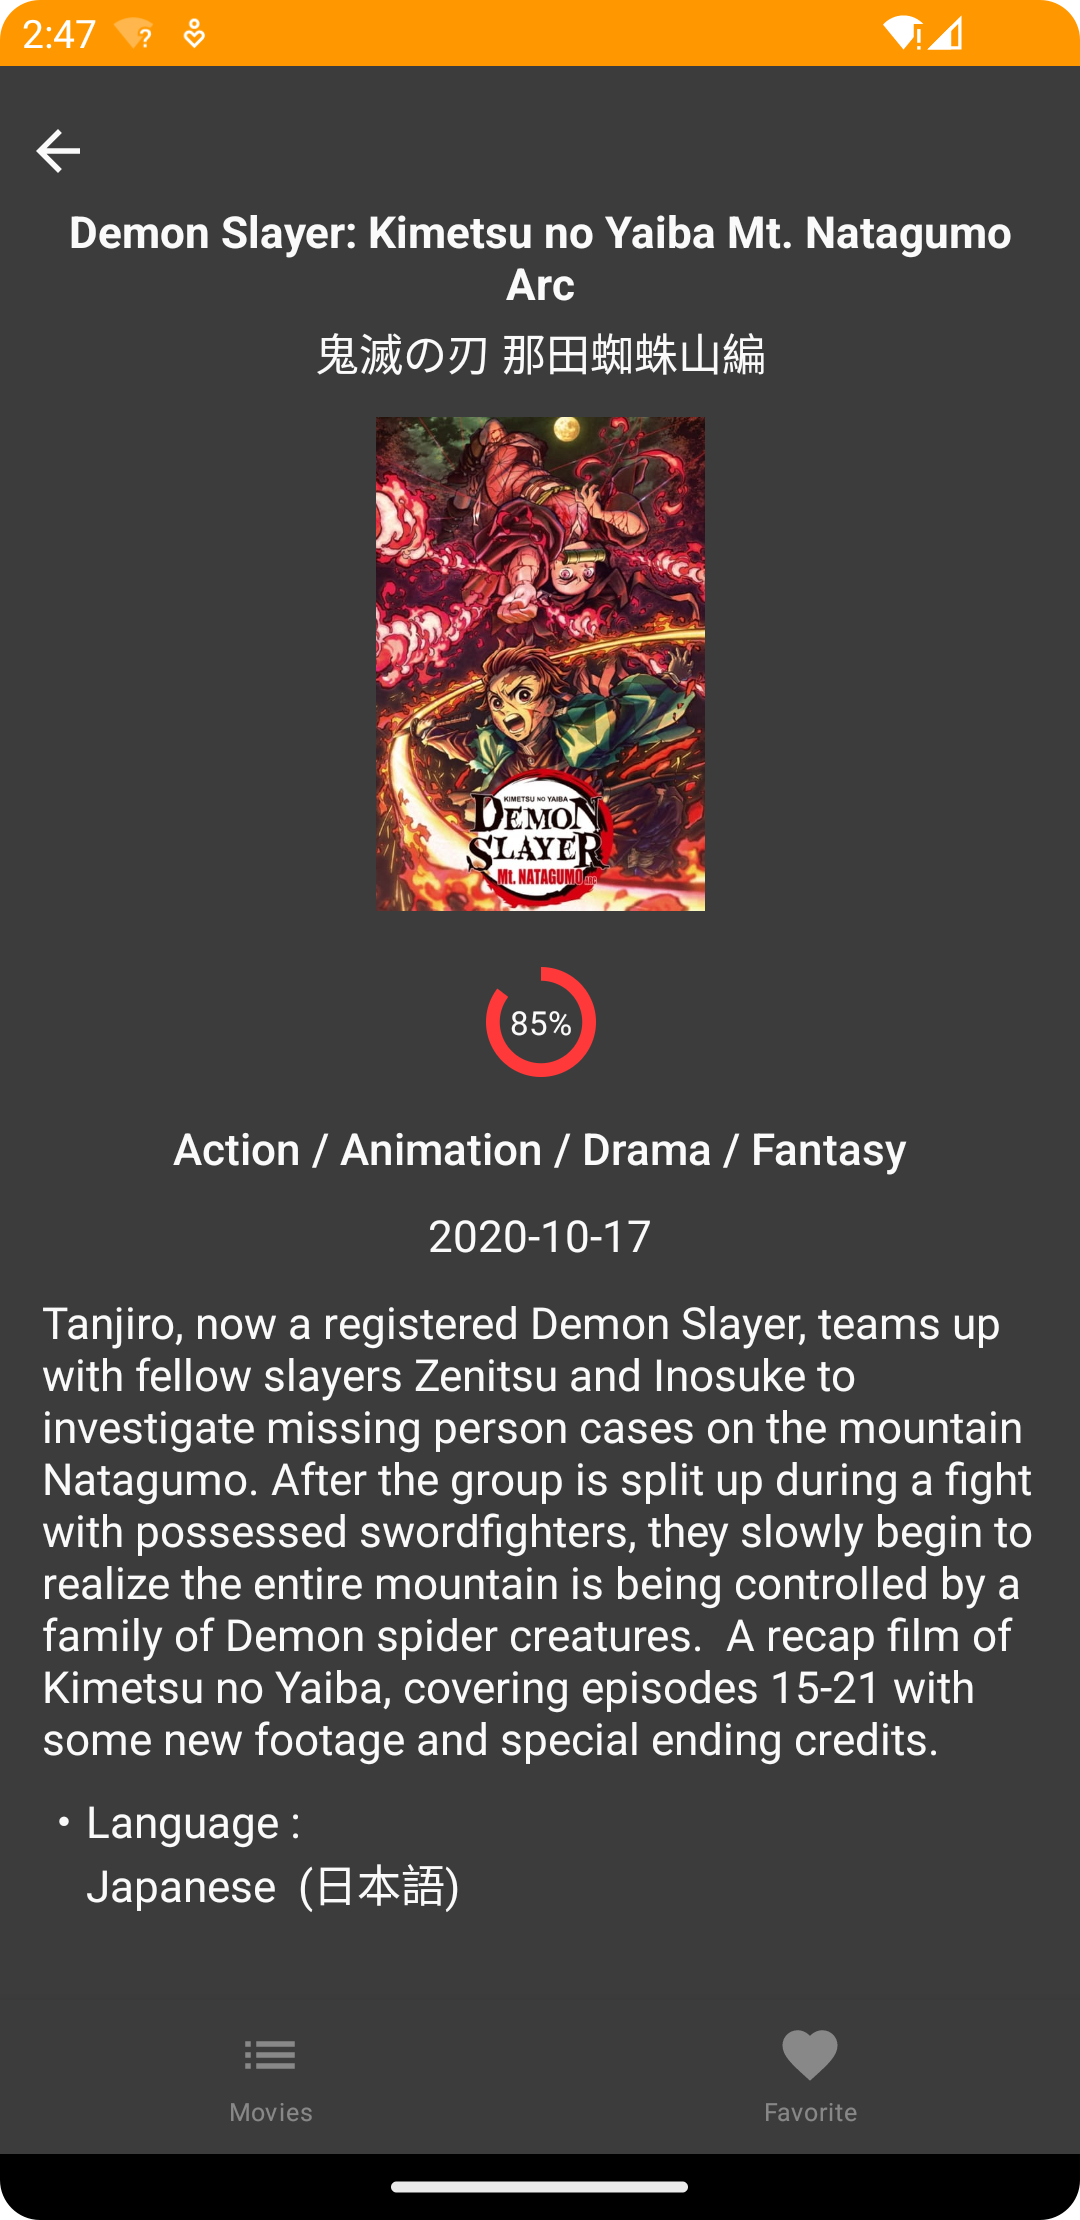 2:47
Demon Slayer: Kimetsu no Yaiba Mt. Natagumo
Arc
鬼滅の刃 那田蜘蛛山編
KIMETSU NO YAIBA
DEMON
SLAYER
Mt. NATAGUMO ARC
85%
Action / Animation / Drama / Fantasy
2020-10-17
Tanjiro, now a registered Demon Slayer, teams up
with fellow slayers Zenitsu and Inosuke to
investigate missing person cases on the mountain
Natagumo. After the group is split up during a fight
with possessed swordfighters, they slowly begin to
realize the entire mountain is being controlled by a
family of Demon spider creatures.  A recap film of
Kimetsu no Yaiba, covering episodes 15-21 with
some new footage and special ending credits.
・Language :
Japanese  (日本語)
Movies
Favorite